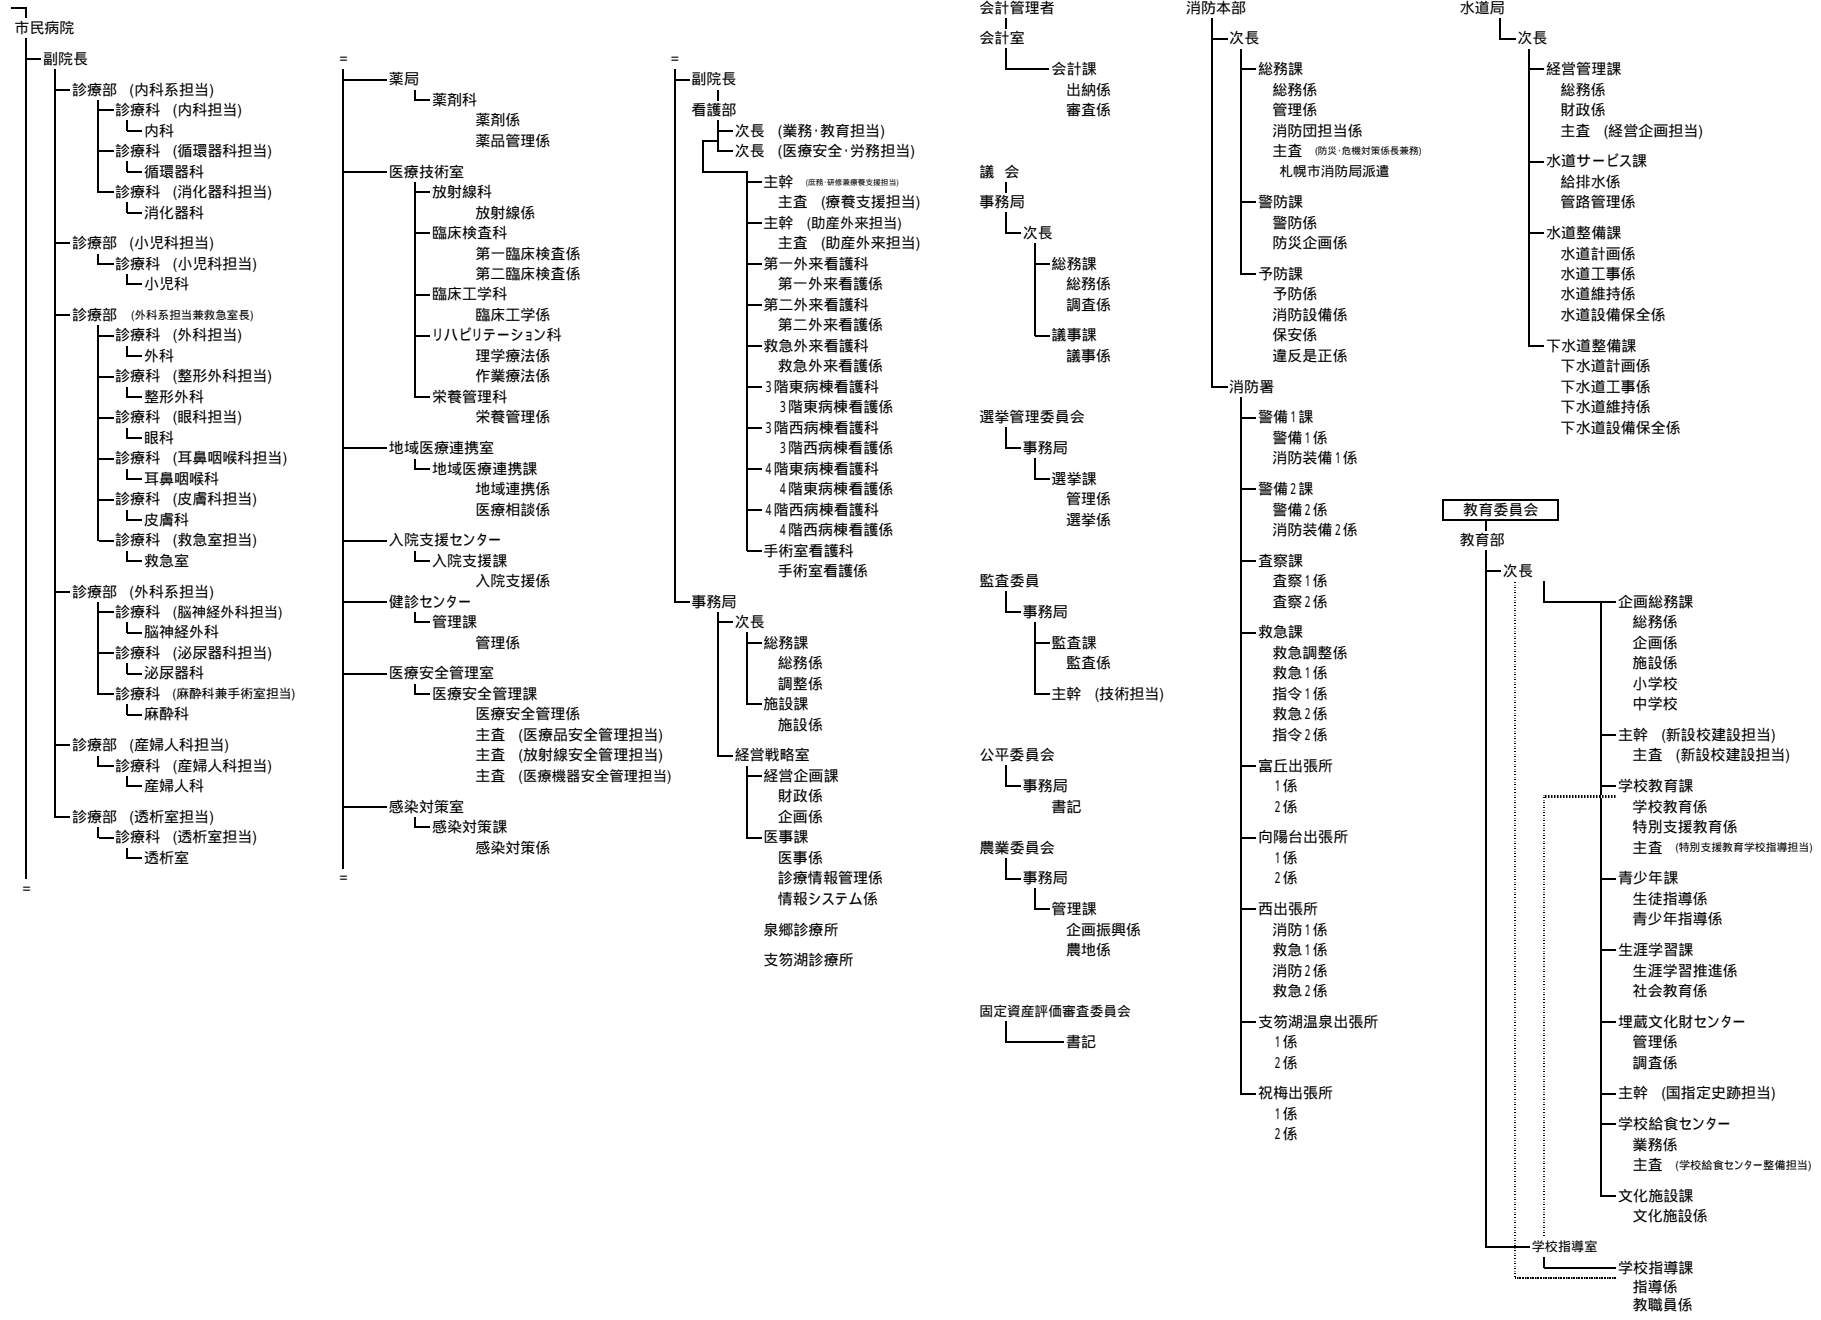 市民病院
副院長
診療部 (内科系担当)
診療科 (内科担当)
内科
診療科 (循環器科担当)
循環器科
診療科 (消化器科担当)
消化器科
診療部 (小児科担当)
診療科 (小児科担当)
小児科
診療部 (外科系担当兼救急室長)
診療科 (外科担当)
外科
診療科 (整形外科担当)
整形外科
診療科 (眼科担当)
眼科
診療科 (耳鼻咽喉科担当)
耳鼻咽喉科
診療科 (皮膚科担当)
皮膚科
診療科 (救急室担当)
救急室
診療部 (外科系担当)
診療科 (脳神経外科担当)
脳神経外科
診療科 (泌尿器科担当)
泌尿器科
診療科 (麻酔科兼手術室担当)
麻酔科
診療部 (産婦人科担当)
診療科 (産婦人科担当)
産婦人科
診療部 (透析室担当)
診療科 (透析室担当)
透析室
=
=
薬局
薬剤科
薬剤係
薬品管理係
医療技術室
放射線科
放射線係
臨床検査科
第一臨床検査係
第二臨床検査係
臨床工学科
臨床工学係
リハビリテーション科
理学療法係
作業療法係
栄養管理科
栄養管理係
地域医療連携室
地域医療連携課
地域連携係
医療相談係
入院支援センター
入院支援課
入院支援係
健診センター
管理課
管理係
医療安全管理室
医療安全管理課
医療安全管理係
主査 (医療品安全管理担当)
主査 (放射線安全管理担当)
主査 (医療機器安全管理担当)
感染対策室
感染対策課
感染対策係
=
=
副院長
看護部
次長 (業務・教育担当)
次長 (医療安全・労務担当)
主幹 (庶務・研修兼療養支援担当)
主査 (療養支援担当)
主幹 (助産外来担当)
主査 (助産外来担当)
第一外来看護科
第一外来看護係
第二外来看護科
第二外来看護係
救急外来看護科
救急外来看護係
3階東病棟看護科
3階東病棟看護係
3階西病棟看護科
3階西病棟看護係
4階東病棟看護科
4階東病棟看護係
4階西病棟看護科
4階西病棟看護係
手術室看護科
手術室看護係
事務局
次長
総務課
総務係
調整係
施設課
施設係
経営戦略室
経営企画課
財政係
企画係
医事課
医事係
診療情報管理係
情報システム係
泉郷診療所
支笏湖診療所
会計管理者
会計室
会計課
出納係
審査係
議 会
事務局
次長
総務課
総務係
調査係
議事課
議事係
選挙管理委員会
事務局
選挙課
管理係
選挙係
監査委員
事務局
監査課
監査係
主幹 (技術担当)
公平委員会
事務局
書記
農業委員会
事務局
管理課
企画振興係
農地係
固定資産評価審査委員会
書記
消防本部
次長
総務課
総務係
管理係
消防団担当係
主査 (防災・危機対策係長兼務)
札幌市消防局派遣
警防課
警防係
防災企画係
予防課
予防係
消防設備係
保安係
違反是正係
消防署
警備1課
警備1係
消防装備1係
警備2課
警備2係
消防装備2係
査察課
査察1係
査察2係
救急課
救急調整係
救急1係
指令1係
救急2係
指令2係
富丘出張所
1係
2係
向陽台出張所
1係
2係
西出張所
消防1係
救急1係
消防2係
救急2係
支笏湖温泉出張所
1係
2係
祝梅出張所
1係
2係
水道局
次長
経営管理課
総務係
財政係
主査 (経営企画担当)
水道サービス課
給排水係
管路管理係
水道整備課
水道計画係
水道工事係
水道維持係
水道設備保全係
下水道整備課
下水道計画係
下水道工事係
下水道維持係
下水道設備保全係
教育委員会
教育部
次長
企画総務課
総務係
企画係
施設係
小学校
中学校
主幹 (新設校建設担当)
主査 (新設校建設担当)
学校教育課
学校教育係
特別支援教育係
主査 (特別支援教育学校指導担当)
青少年課
生徒指導係
青少年指導係
生涯学習課
生涯学習推進係
社会教育係
埋蔵文化財センター
管理係
調査係
主幹 (国指定史跡担当)
学校給食センター
業務係
主査 (学校給食センター整備担当)
文化施設課
文化施設係
学校指導室
学校指導課
指導係
教職員係